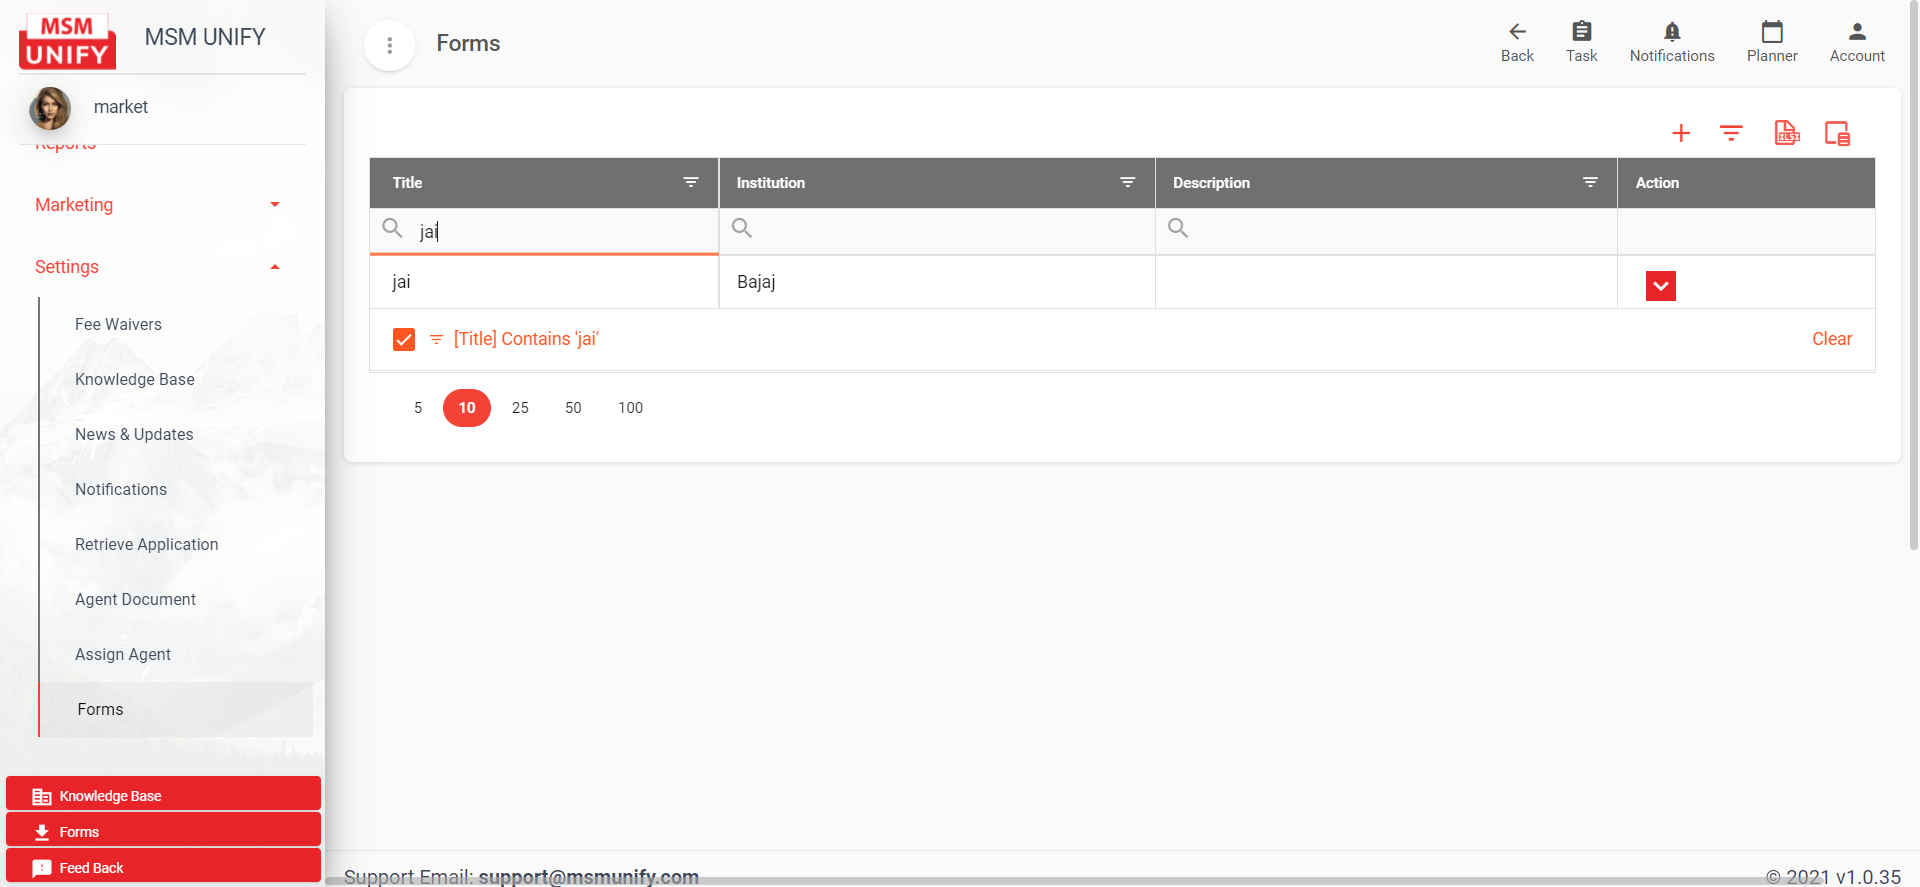 MSM
UNIFY
MSM UNIFY
market
Reports
Marketing
Settings
Fee Waivers
Knowledge Base
News & Updates
Notifications
Retrieve Application
Agent Document
Assign Agent
Forms
Knowledge Base
Forms
Feed Back
Forms
Back
Task
Notifications
Planner
Account
XLSX
Title
Institution
Description
Action
jai
jai
Bajaj
[Title] Contains 'jai'
Clear
5
10
25
50
100
Support Email: support@msmunify.com
© 2021 v1.0.35